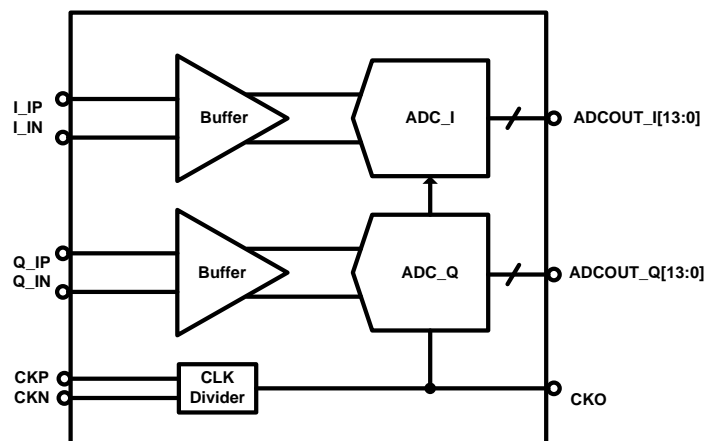 I_IP
I_IN
Buffer
ADC_I
ADCOUT_I[13:0]
Q_IP
Q_IN
Buffer
ADC_Q
ADCOUT_Q[13:0]
CKP
CKN
CLK
Divider
CKO